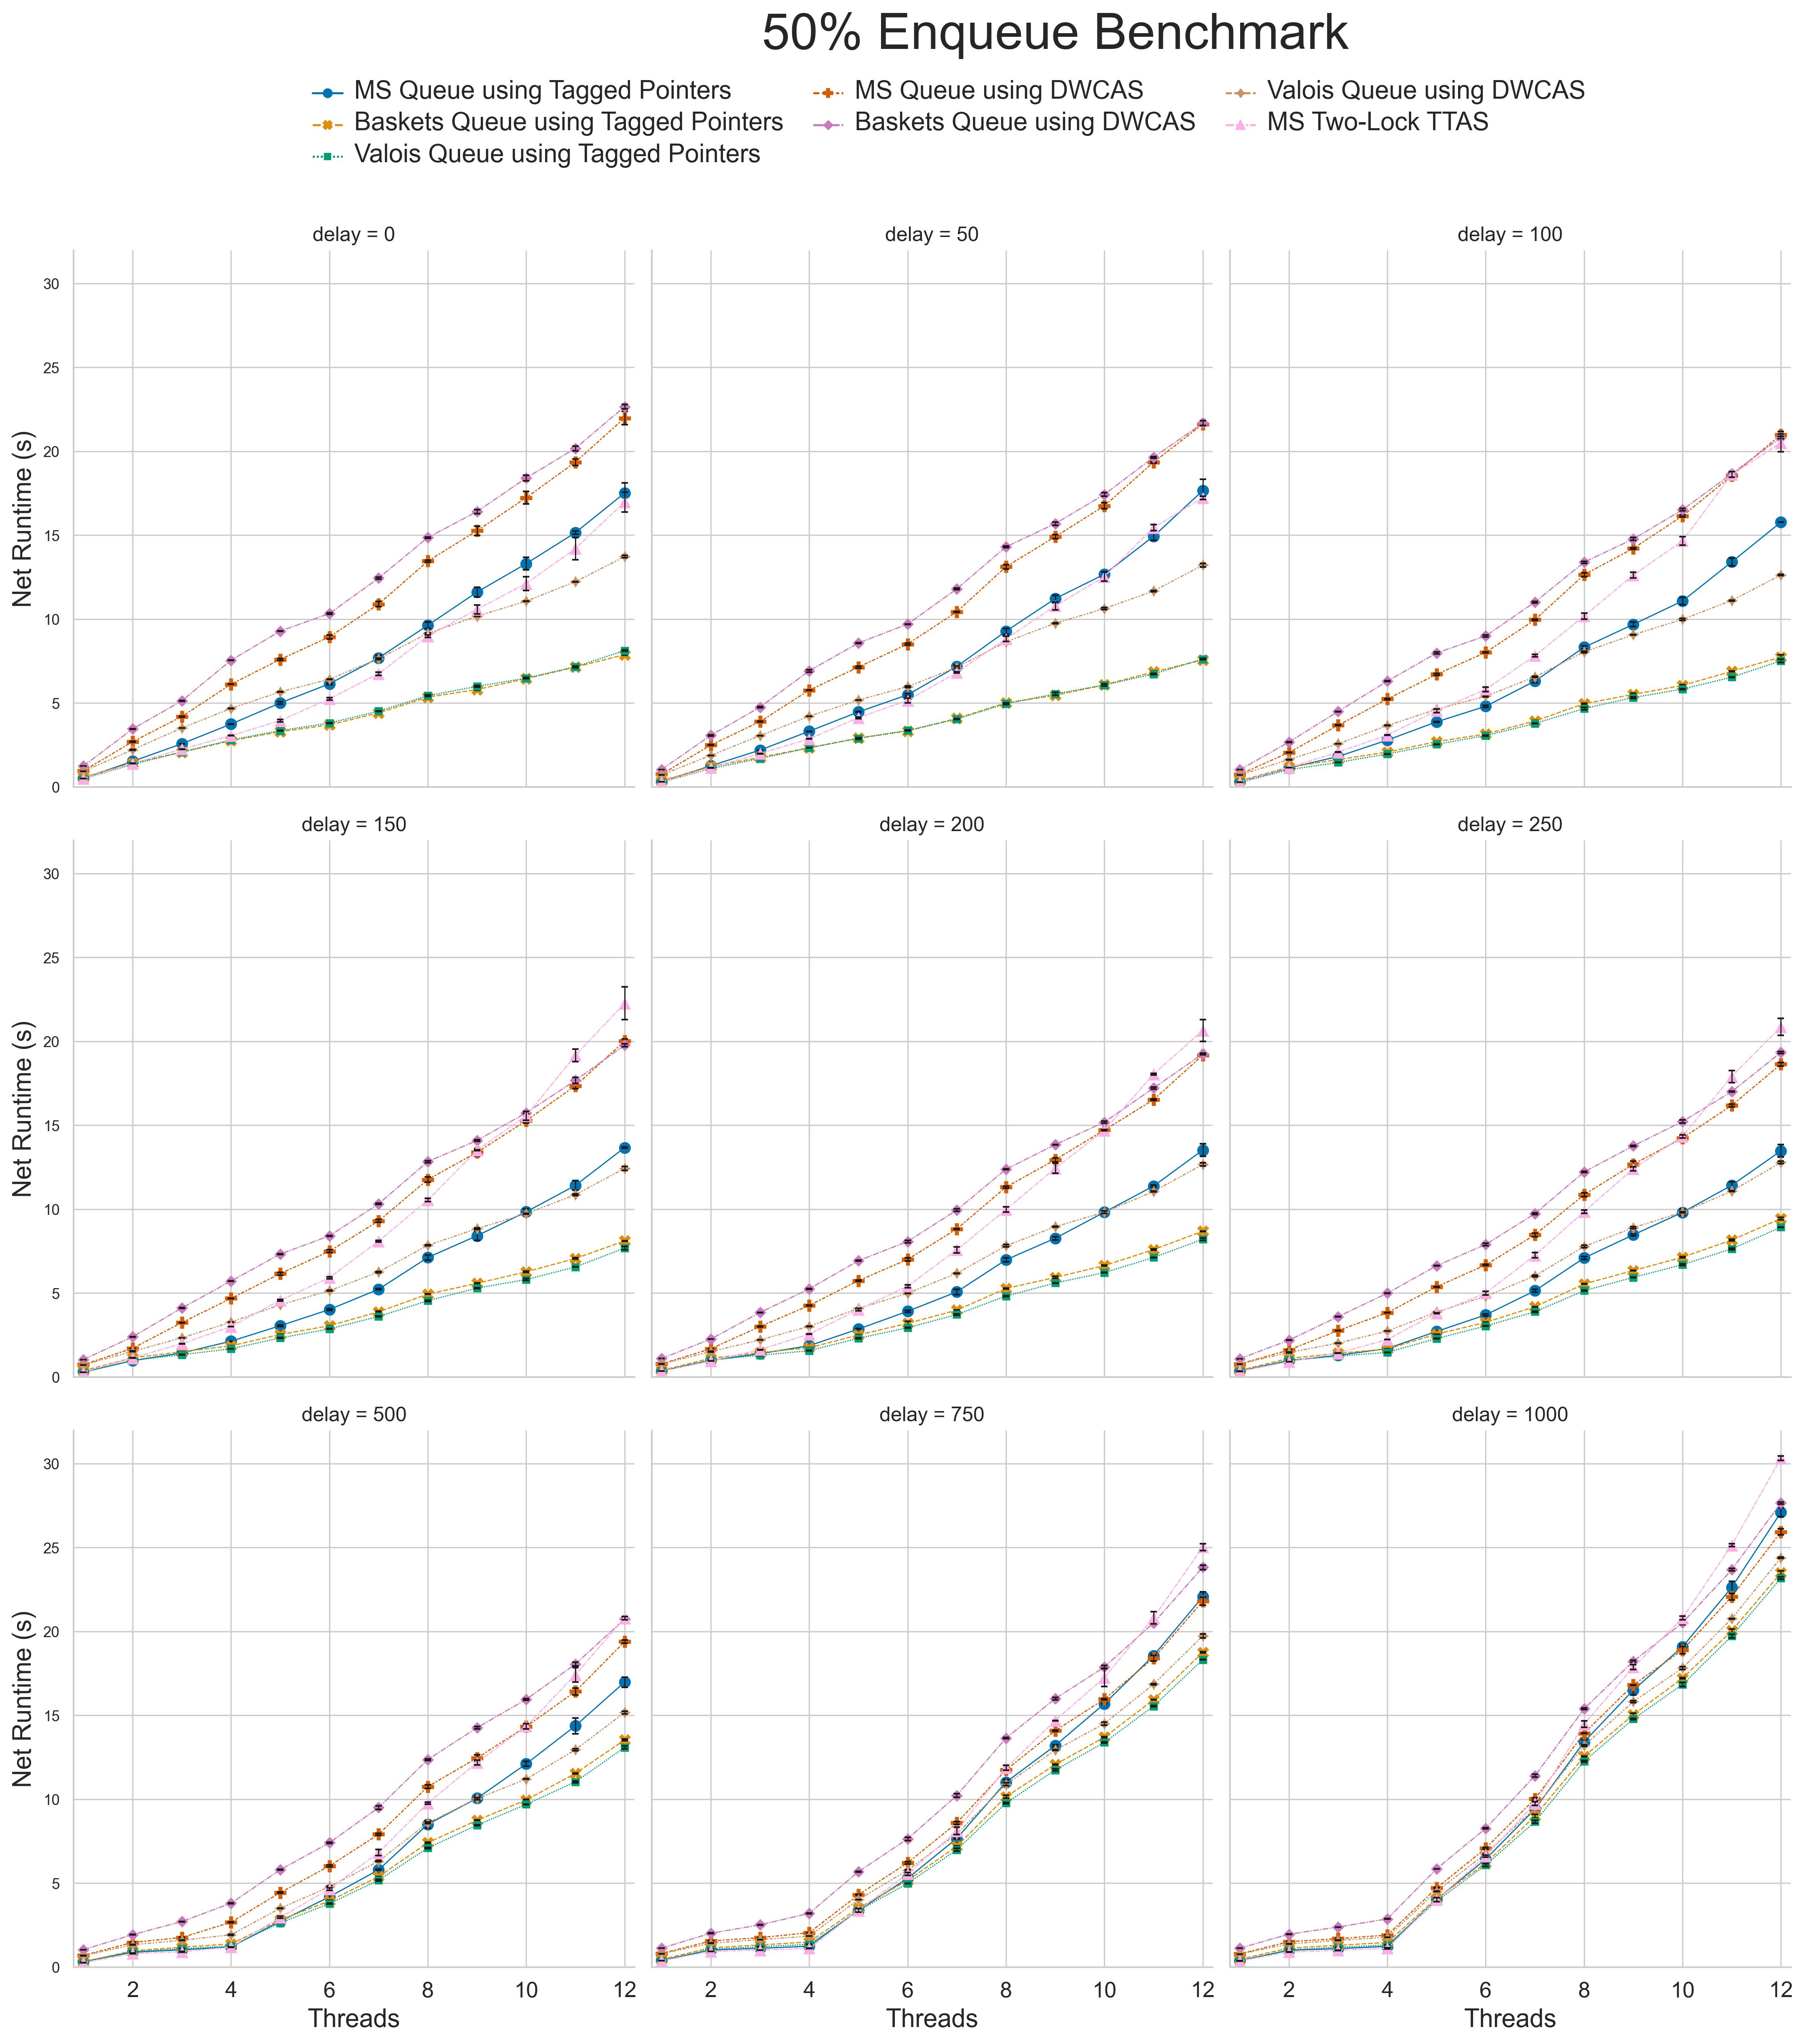 50% Enqueue Benchmark
MS Queue using Tagged Pointers
MS Queue using DWCAS
Valois Queue using DWCAS
Baskets Queue using Tagged Pointers
Baskets Queue using DWCAS
MS Two-Lock TTAS
Valois Queue using Tagged Pointers
delay = 0
delay = 50
delay = 100
30
25
20
15
10
5
0
Net Runtime (s)
delay = 150
delay = 200
delay = 250
30
25
20
15
10
5
0
Net Runtime (s)
delay = 500
delay = 750
delay = 1000
30
25
20
15
10
5
0
Net Runtime (s)
2 4 6 8 10 12
2 4 6 8 10 12
2 4 6 8 10 12
Threads
Threads
Threads